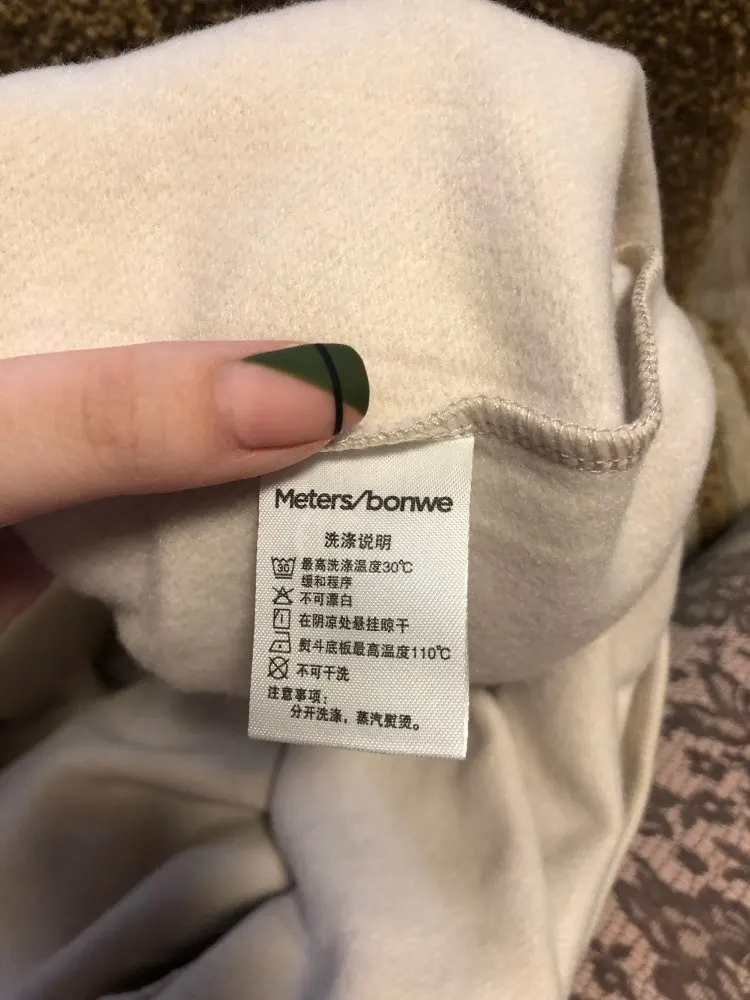 Meters/bonwe
洗涤说明
30 最高洗涤温度30℃
缓和程序
不可漂白
在阴凉处悬挂晾干
熨斗底板最高温度110℃
不可干洗
注意事项：
分开洗涤，蒸汽熨烫。